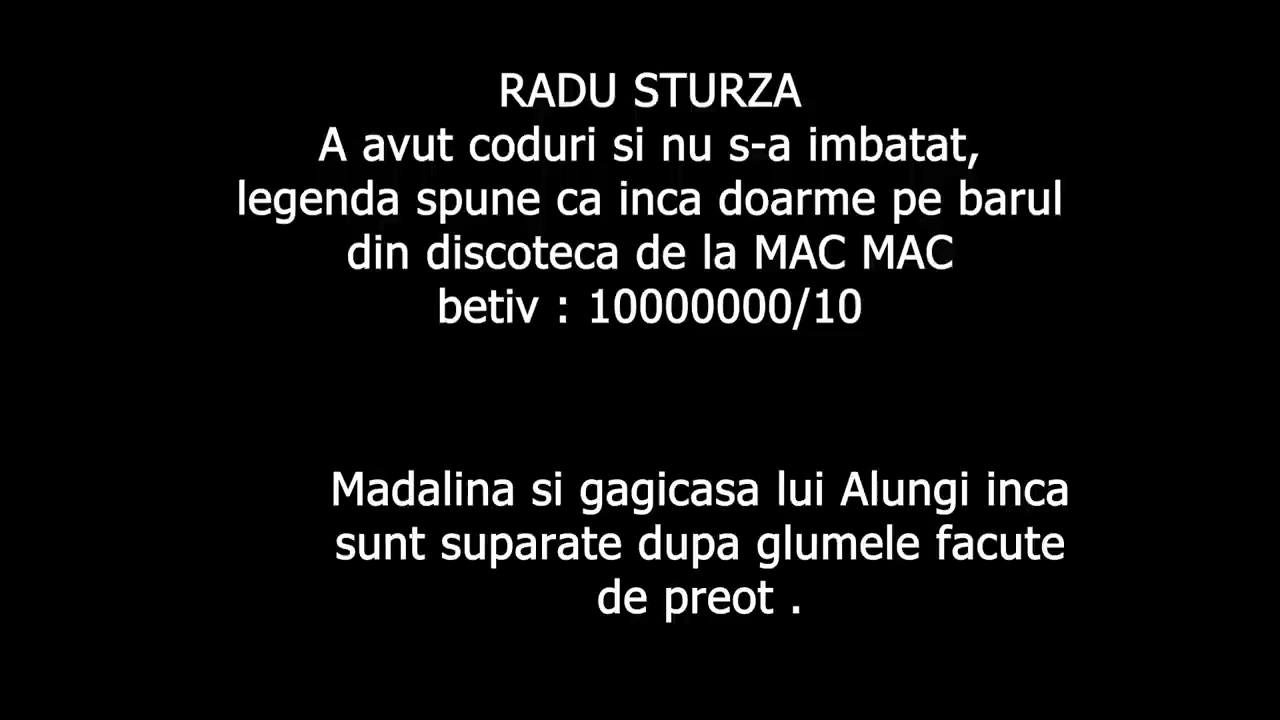 RADU STURZA
A avut coduri si nu s-a imbatat,
legenda spune ca inca doarme pe barul
din discoteca de la MAC MAC
betiv : 10000000/10
Madalina si gagicasa lui Alungi inca
sunt suparate dupa glumele facute
de preot .